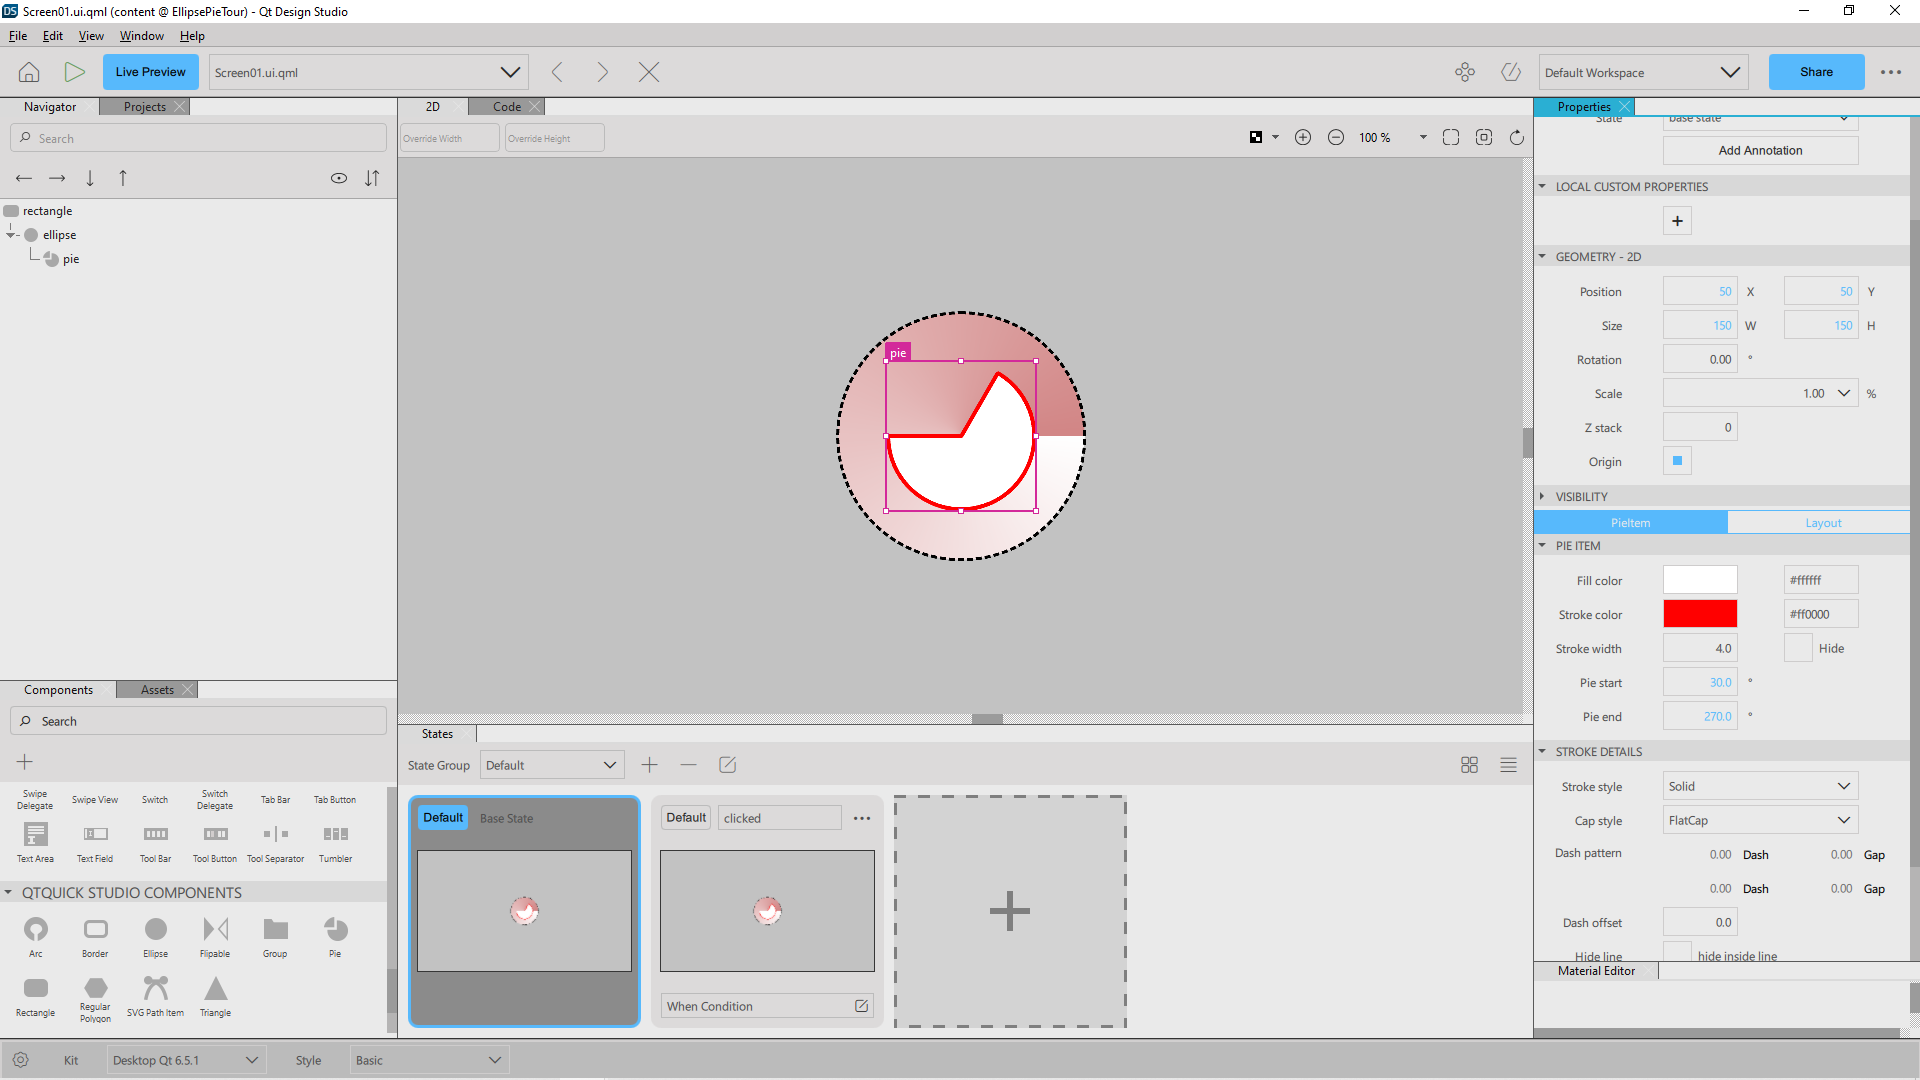 DS Screen01.ui.qml (content @ EllipsePieTour) - Qt Design Studio
File Edit View Window Help
Live Preview Screen01.ui.qml Default Workspace Share
Navigator Projects
Search
rectangle
ellipse
pie
2D Code
Override Width Override Height 100 %
pie
Components Assets
Search
Swipe Delegate
Swipe View
Switch
Switch Delegate
Tab Bar
Tab Button
Text Area
Text Field
Tool Bar
Tool Button
Tool Separator
Tumbler
QTQUICK STUDIO COMPONENTS
Arc
Border
Ellipse
Flipable
Group
Pie
Rectangle
Regular Polygon
SVG Path Item
Triangle
States
State Group Default
Default Base State
Default clicked
When Condition
Properties
State base state
Add Annotation
LOCAL CUSTOM PROPERTIES
GEOMETRY - 2D
Position 50 X 50 Y
Size 150 W 150 H
Rotation 0.00 °
Scale 1.00 %
Z stack 0
Origin
VISIBILITY
PieItem Layout
PIE ITEM
Fill color #ffffff
Stroke color #ff0000
Stroke width 4.0 Hide
Pie start 30.0 °
Pie end 270.0 °
STROKE DETAILS
Stroke style Solid
Cap style FlatCap
Dash pattern 0.00 Dash 0.00 Gap
0.00 Dash 0.00 Gap
Dash offset 0.0
Hide line hide inside line
Material Editor
Kit Desktop Qt 6.5.1 Style Basic